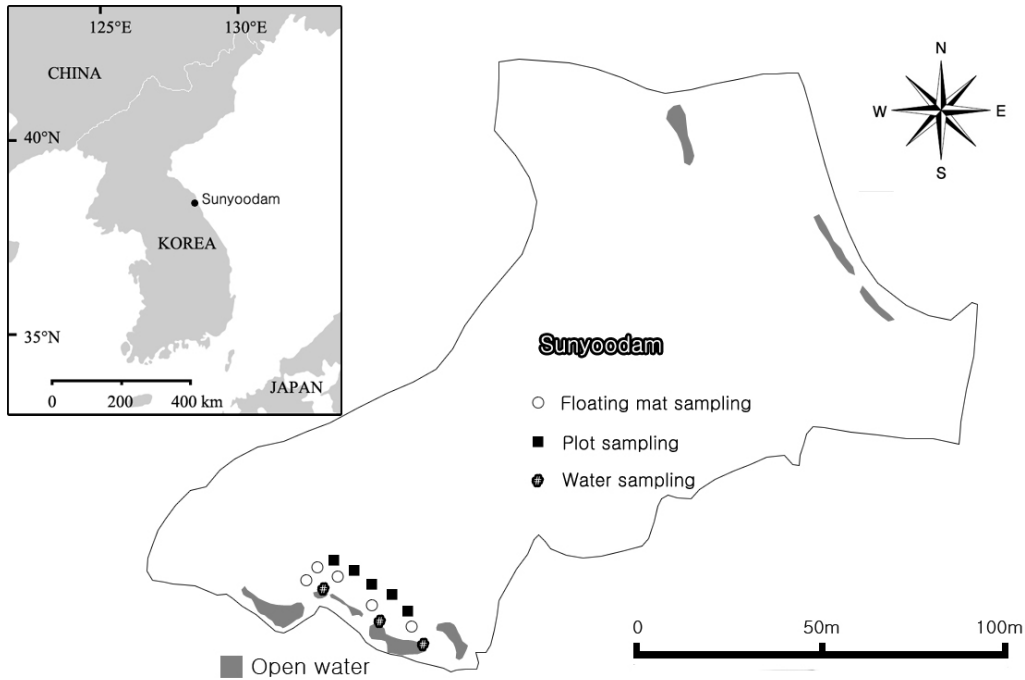 125°E 130°E
CHINA
40°N
Sunyoodam
KOREA
35°N
JAPAN
0 200 400 km
N
W E
S
Sunyoodam
Floating mat sampling
Plot sampling
# Water sampling
#
#
#
0 50m 100m
Open water